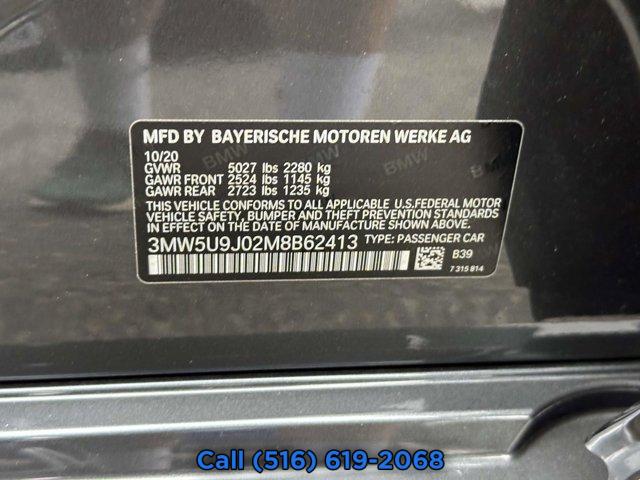 MFD BY BAYERISCHE MOTOREN WERKE AG
10/20
GVWR 5027 lbs 2280 kg
GAWR FRONT 2524 lbs 1145 kg
GAWR REAR 2723 lbs 1235 kg
THIS VEHICLE CONFORMS TO ALL APPLICABLE U.S.FEDERAL MOTOR
VEHICLE SAFETY, BUMPER AND THEFT PREVENTION STANDARDS
IN EFFECT ON THE DATE OF MANUFACTURE SHOWN ABOVE.
3MW5U9J02M8B62413 TYPE: PASSENGER CAR
B39
7 315 814
BMW
BMW
BMW
Call (516) 619-2068